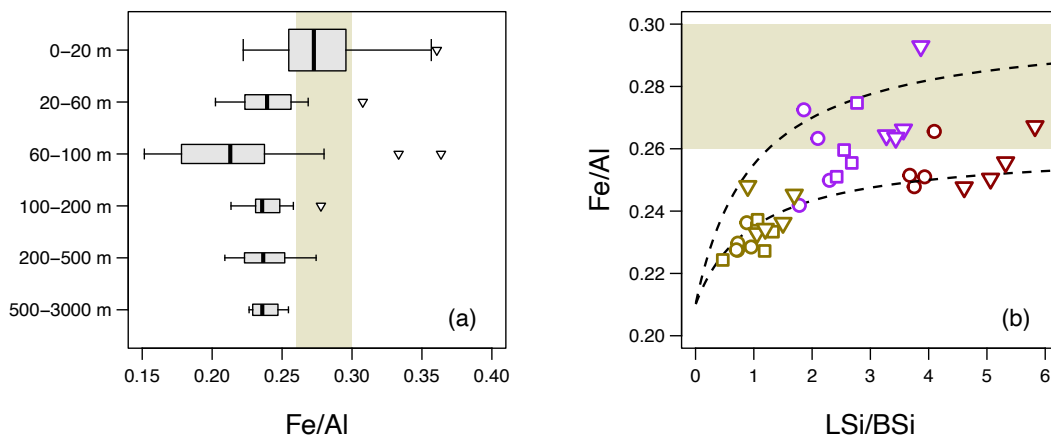 0−20 m
20−60 m
60−100 m
100−200 m
200−500 m
500−3000 m
(a)
0.15 0.20 0.25 0.30 0.35 0.40
Fe/Al
0.30
0.28
0.26
0.24
0.22
0.20
Fe/Al
(b)
0 1 2 3 4 5 6
LSi/BSi